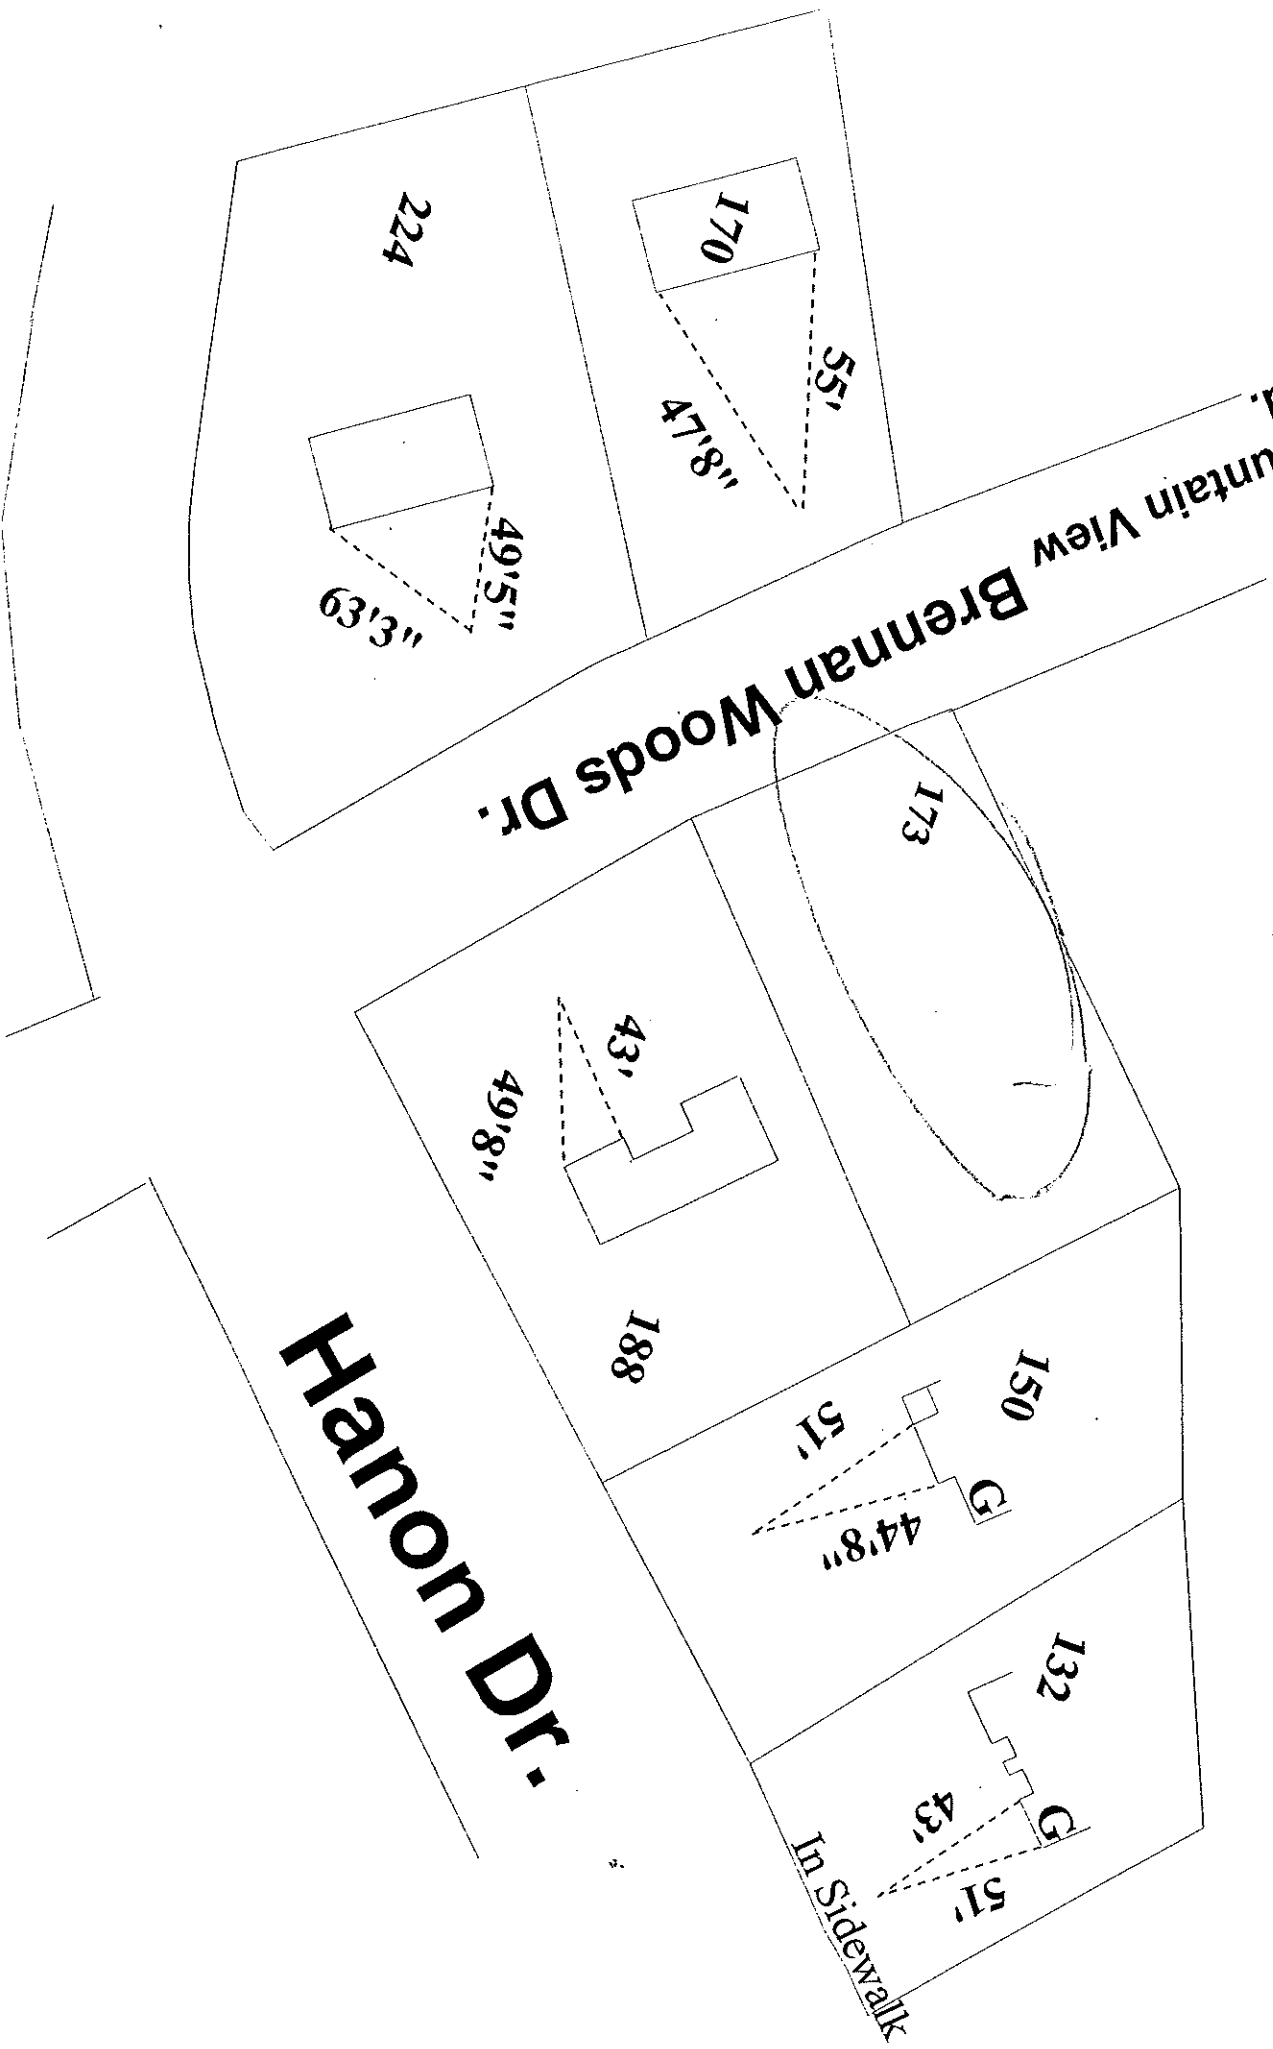 224
170
55'
47'8"
49'5"
63'3"
untain View
Brennan Woods Dr.
173
43'
49'8"
188
Hanon Dr.
150
51'
G
44'8"
132
43'
G
51'
In Sidewalk